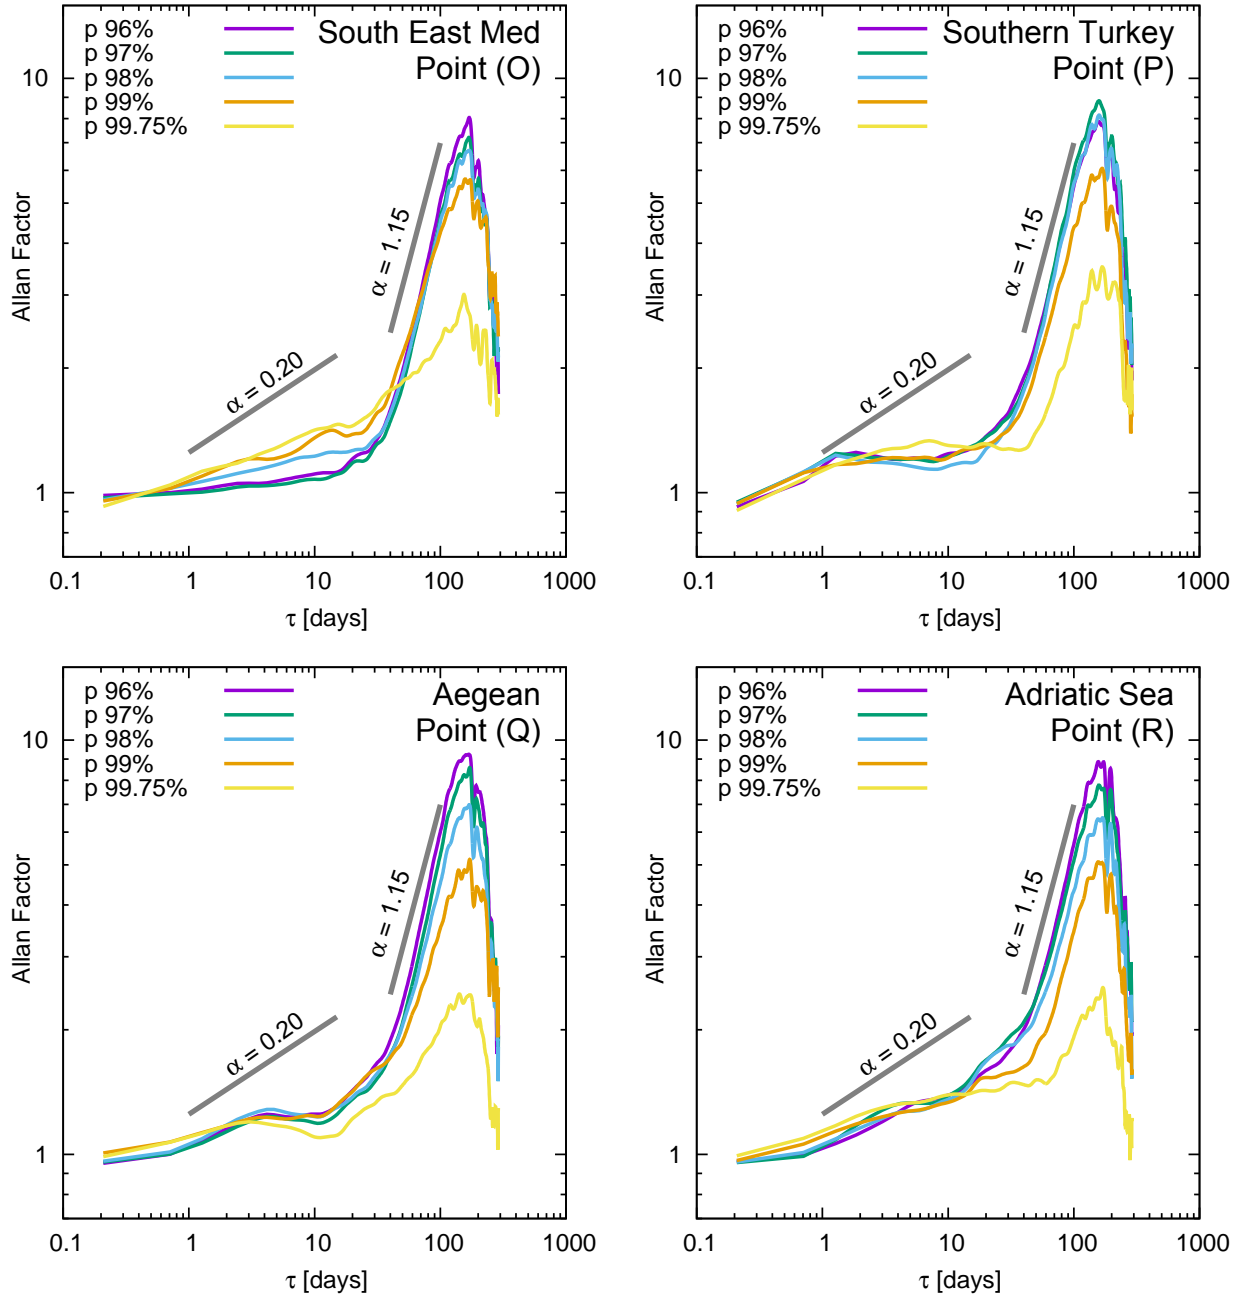 p 96%
p 97%
p 98%
p 99%
p 99.75%
South East Med
Point (O)
10
1
Allan Factor
α = 0.20
α = 1.15
0.1 1 10 100 1000
τ [days]
p 96%
p 97%
p 98%
p 99%
p 99.75%
Southern Turkey
Point (P)
10
1
Allan Factor
α = 0.20
α = 1.15
0.1 1 10 100 1000
τ [days]
p 96%
p 97%
p 98%
p 99%
p 99.75%
Aegean
Point (Q)
10
1
Allan Factor
α = 0.20
α = 1.15
0.1 1 10 100 1000
τ [days]
p 96%
p 97%
p 98%
p 99%
p 99.75%
Adriatic Sea
Point (R)
10
1
Allan Factor
α = 0.20
α = 1.15
0.1 1 10 100 1000
τ [days]